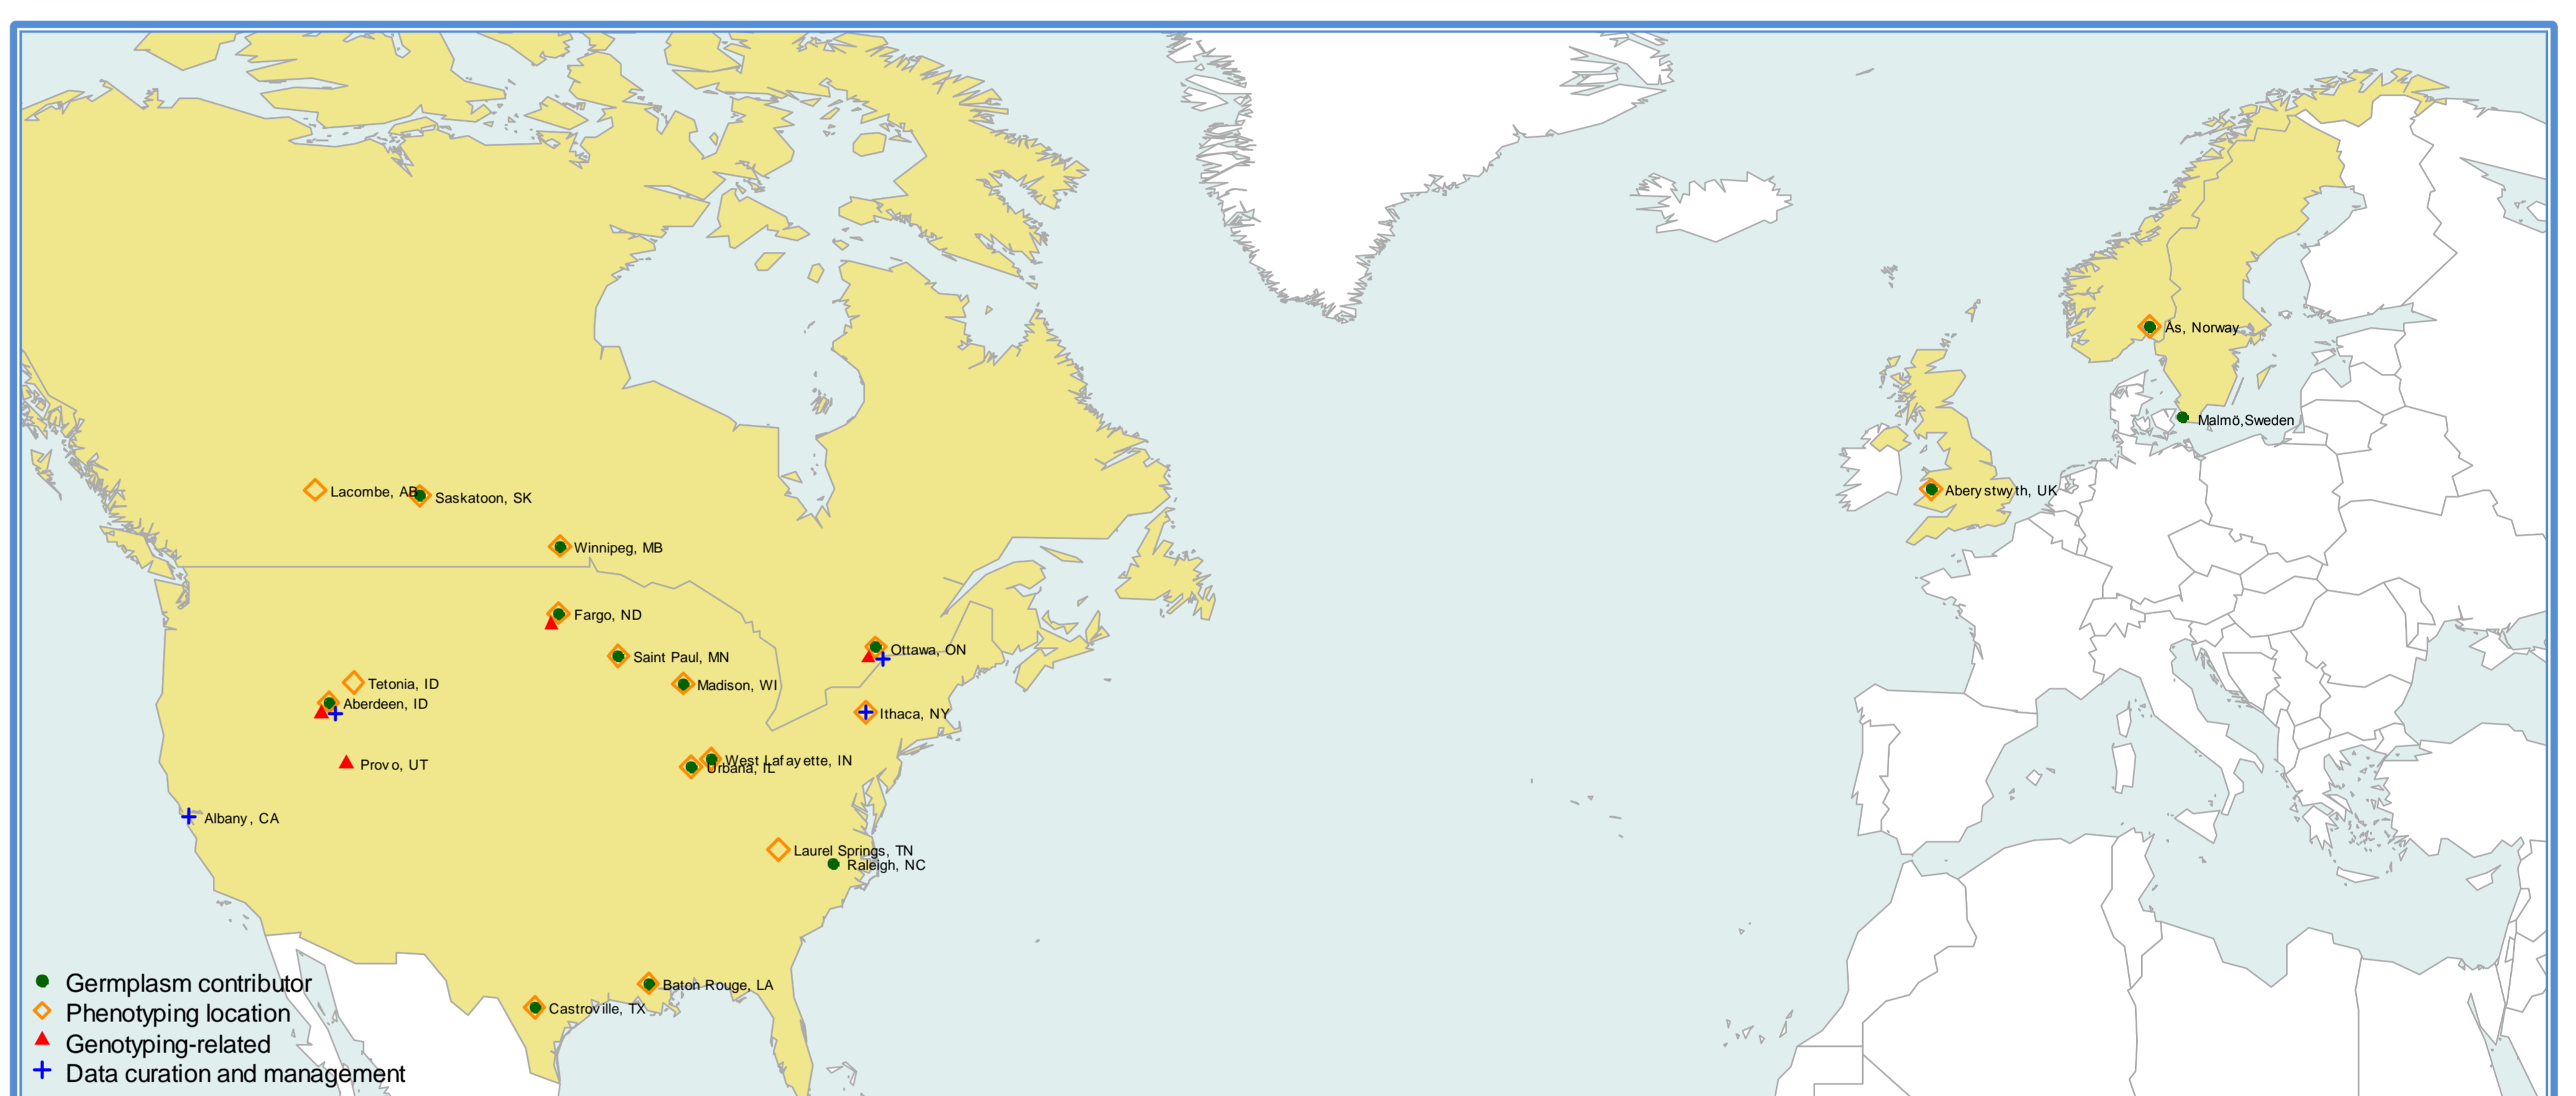 Ås, Norway
Malmö,Sweden
Lacombe, AB
Saskatoon, SK
Aberystwyth, UK
Winnipeg, MB
Fargo, ND
Ottawa, ON
Saint Paul, MN
Tetonia, ID
Madison, WI
Aberdeen, ID
Ithaca, NY
West Lafayette, IN
Provo, UT
Urbana, IL
Albany, CA
Laurel Springs, TN
Raleigh, NC
Germplasm contributor
Baton Rouge, LA
Castroville, TX
Phenotyping location
Genotyping-related
Data curation and management